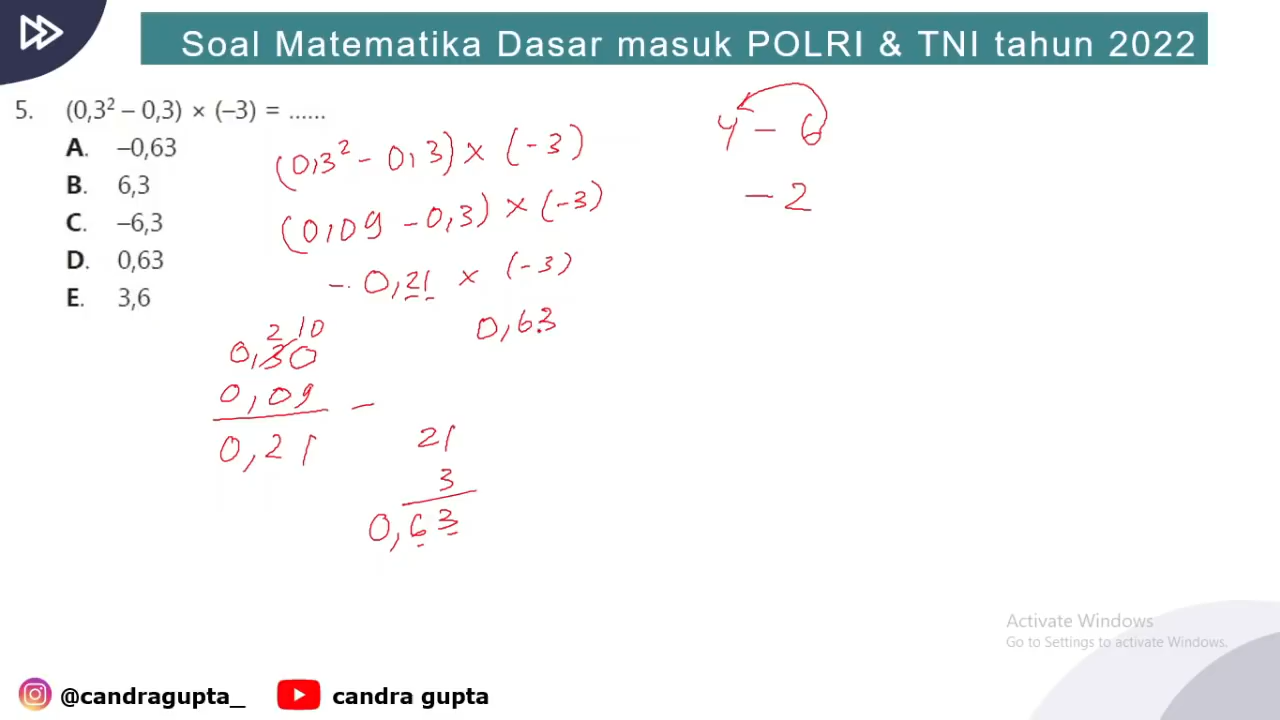 Soal Matematika Dasar masuk POLRI & TNI tahun 2022
5. (0,3² – 0,3) × (–3) = ......
A. –0,63
B. 6,3
C. –6,3
D. 0,63
E. 3,6
(0,3² - 0,3) × (-3)
(0,09 - 0,3) × (-3)
- 0,21 × (-3)
0,63
2 10
0,30
0,09 -
0,21
21
3
0,63
4 - 6
- 2
Activate Windows
Go to Settings to activate Windows.
@candragupta_ candra gupta